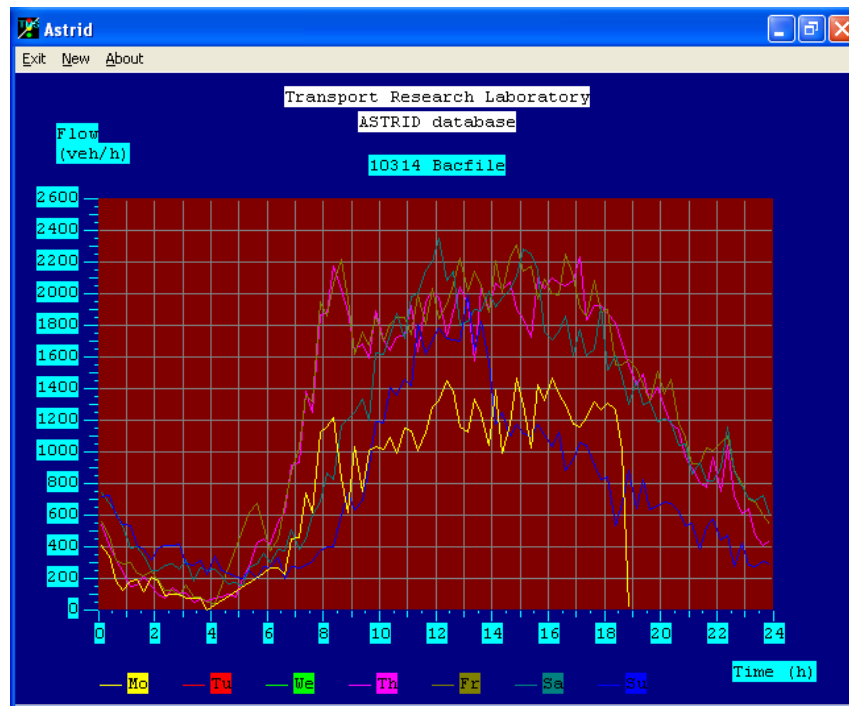 Astrid
Exit New About
Transport Research Laboratory
ASTRID database
Flow
(veh/h)
10314 Bacfile
2600
2400
2200
2000
1800
1600
1400
1200
1000
800
600
400
200
0
0 2 4 6 8 10 12 14 16 18 20 22 24
Time (h)
Mo Tu We Th Fr Sa Su